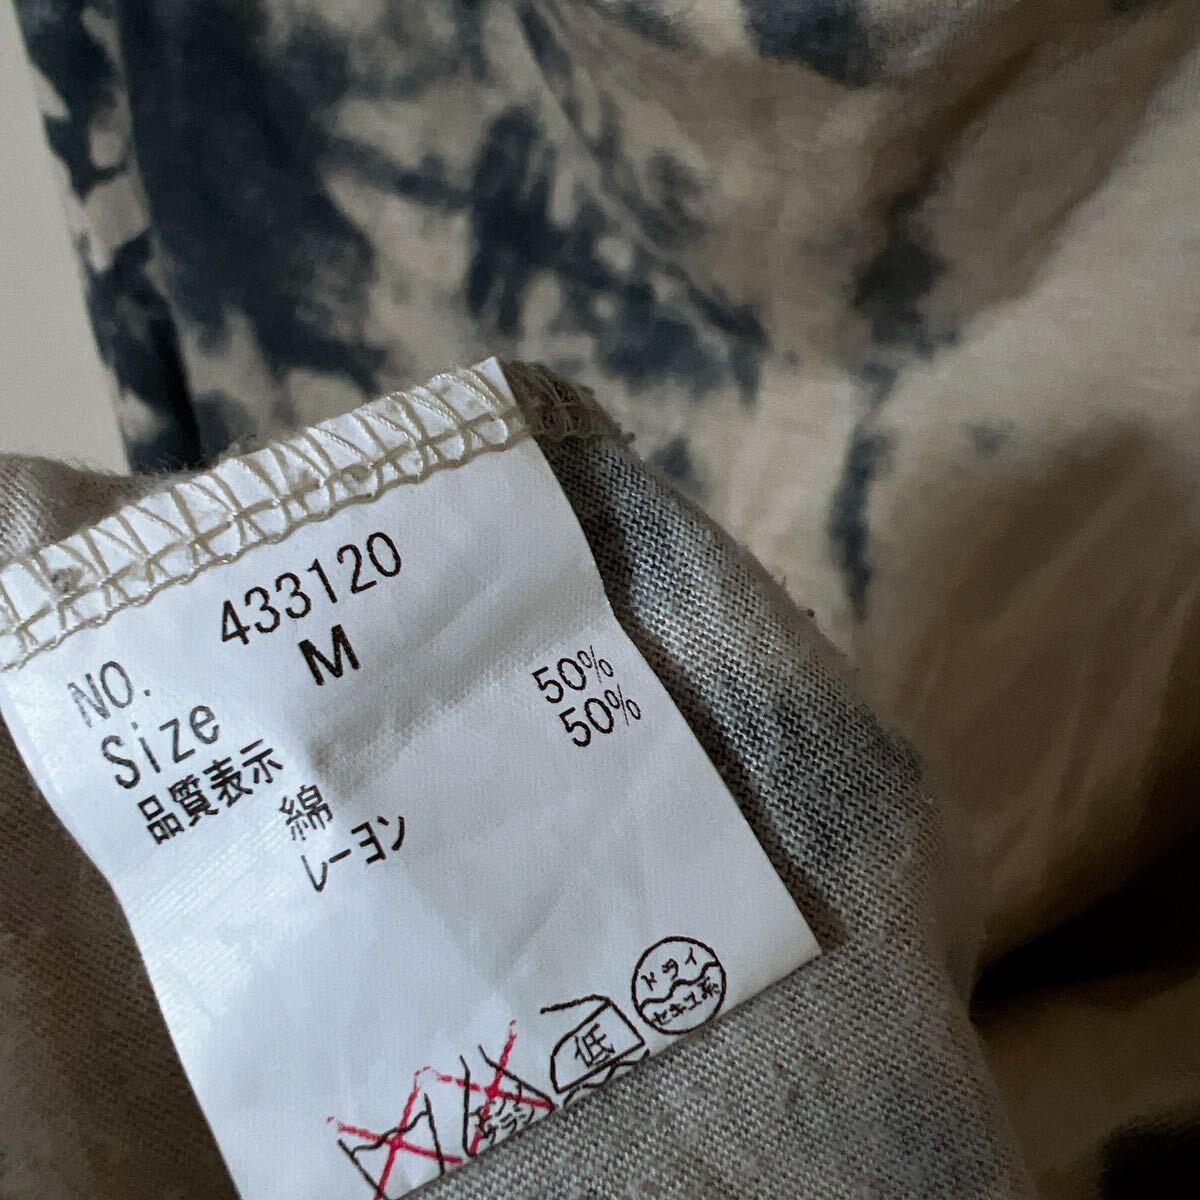 NO. 433120
Size M
品質表示
綿 50%
レーヨン 50%
低
ドライ
セキユ系